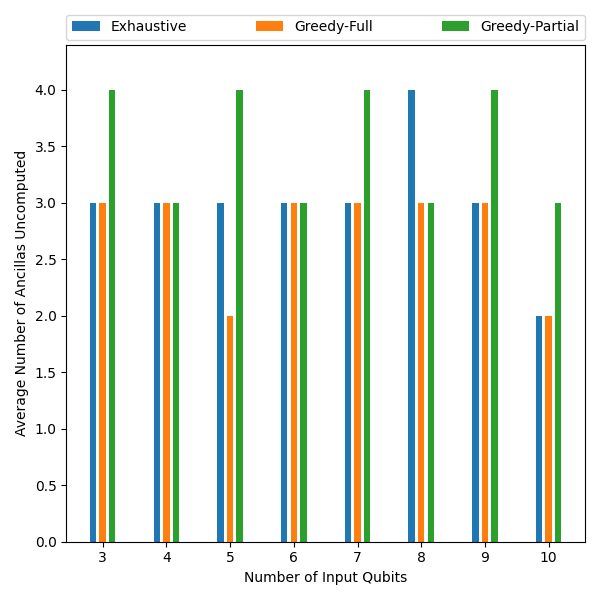 Exhaustive Greedy-Full Greedy-Partial
Average Number of Ancillas Uncomputed
4.0
3.5
3.0
2.5
2.0
1.5
1.0
0.5
0.0
3 4 5 6 7 8 9 10
Number of Input Qubits